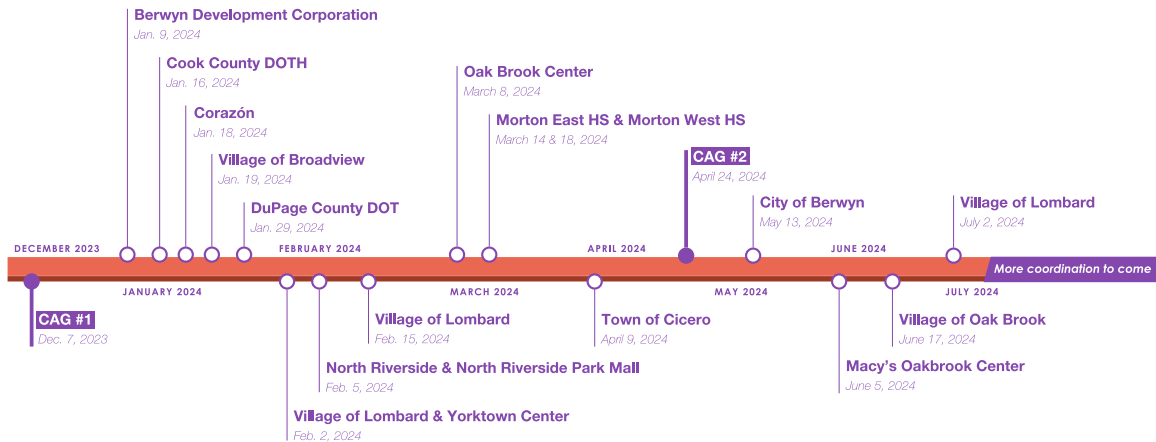 Berwyn Development Corporation
Jan. 9, 2024
Cook County DOTH
Jan. 16, 2024
Corazón
Jan. 18, 2024
Village of Broadview
Jan. 19, 2024
DuPage County DOT
Jan. 29, 2024
Oak Brook Center
March 8, 2024
Morton East HS & Morton West HS
March 14 & 18, 2024
CAG #2
April 24, 2024
City of Berwyn
May 13, 2024
Village of Lombard
July 2, 2024
DECEMBER 2023
FEBRUARY 2024
APRIL 2024
JUNE 2024
More coordination to come
JANUARY 2024
MARCH 2024
MAY 2024
JULY 2024
CAG #1
Dec. 7, 2023
Village of Lombard
Feb. 15, 2024
Town of Cicero
April 9, 2024
Village of Oak Brook
June 17, 2024
North Riverside & North Riverside Park Mall
Feb. 5, 2024
Macy's Oakbrook Center
June 5, 2024
Village of Lombard & Yorktown Center
Feb. 2, 2024